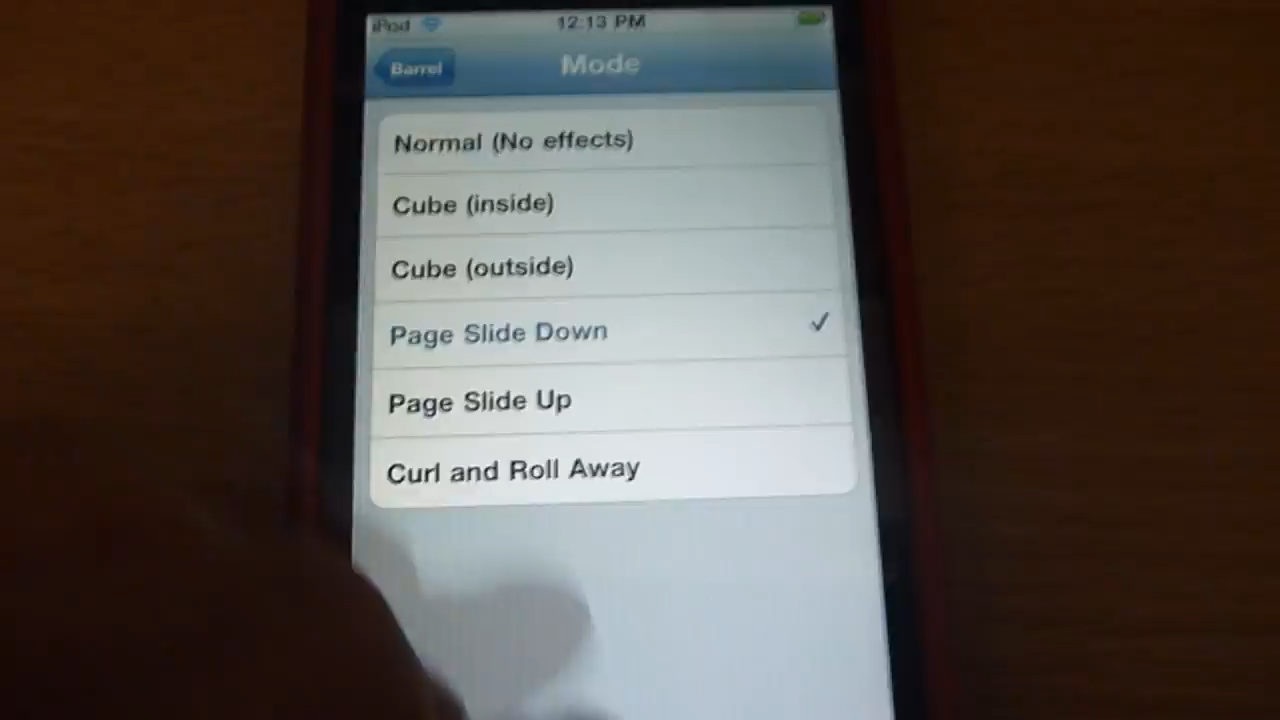 iPod 12:13 PM
Barrel Mode
Normal (No effects)
Cube (inside)
Cube (outside)
Page Slide Down
Page Slide Up
Curl and Roll Away